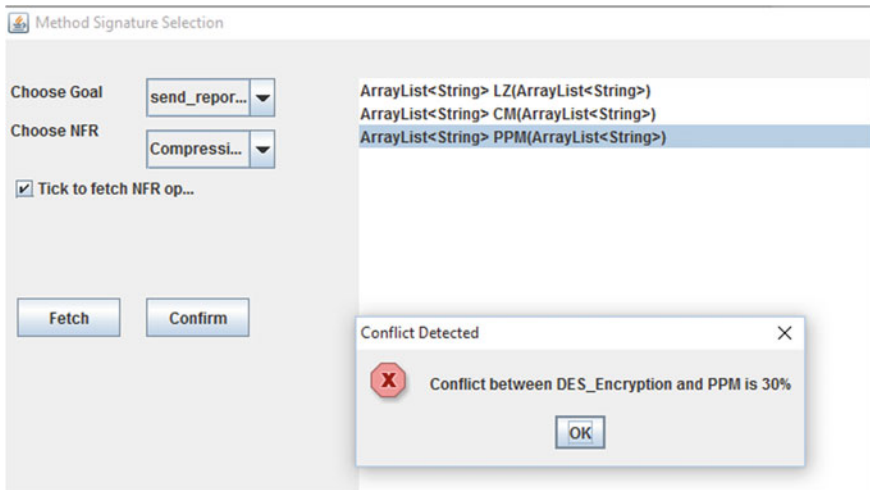 Method Signature Selection
Choose Goal
send_repor...
Choose NFR
Compressi...
Tick to fetch NFR op...
Fetch
Confirm
ArrayList<String> LZ(ArrayList<String>)
ArrayList<String> CM(ArrayList<String>)
ArrayList<String> PPM(ArrayList<String>)
Conflict Detected
Conflict between DES_Encryption and PPM is 30%
OK